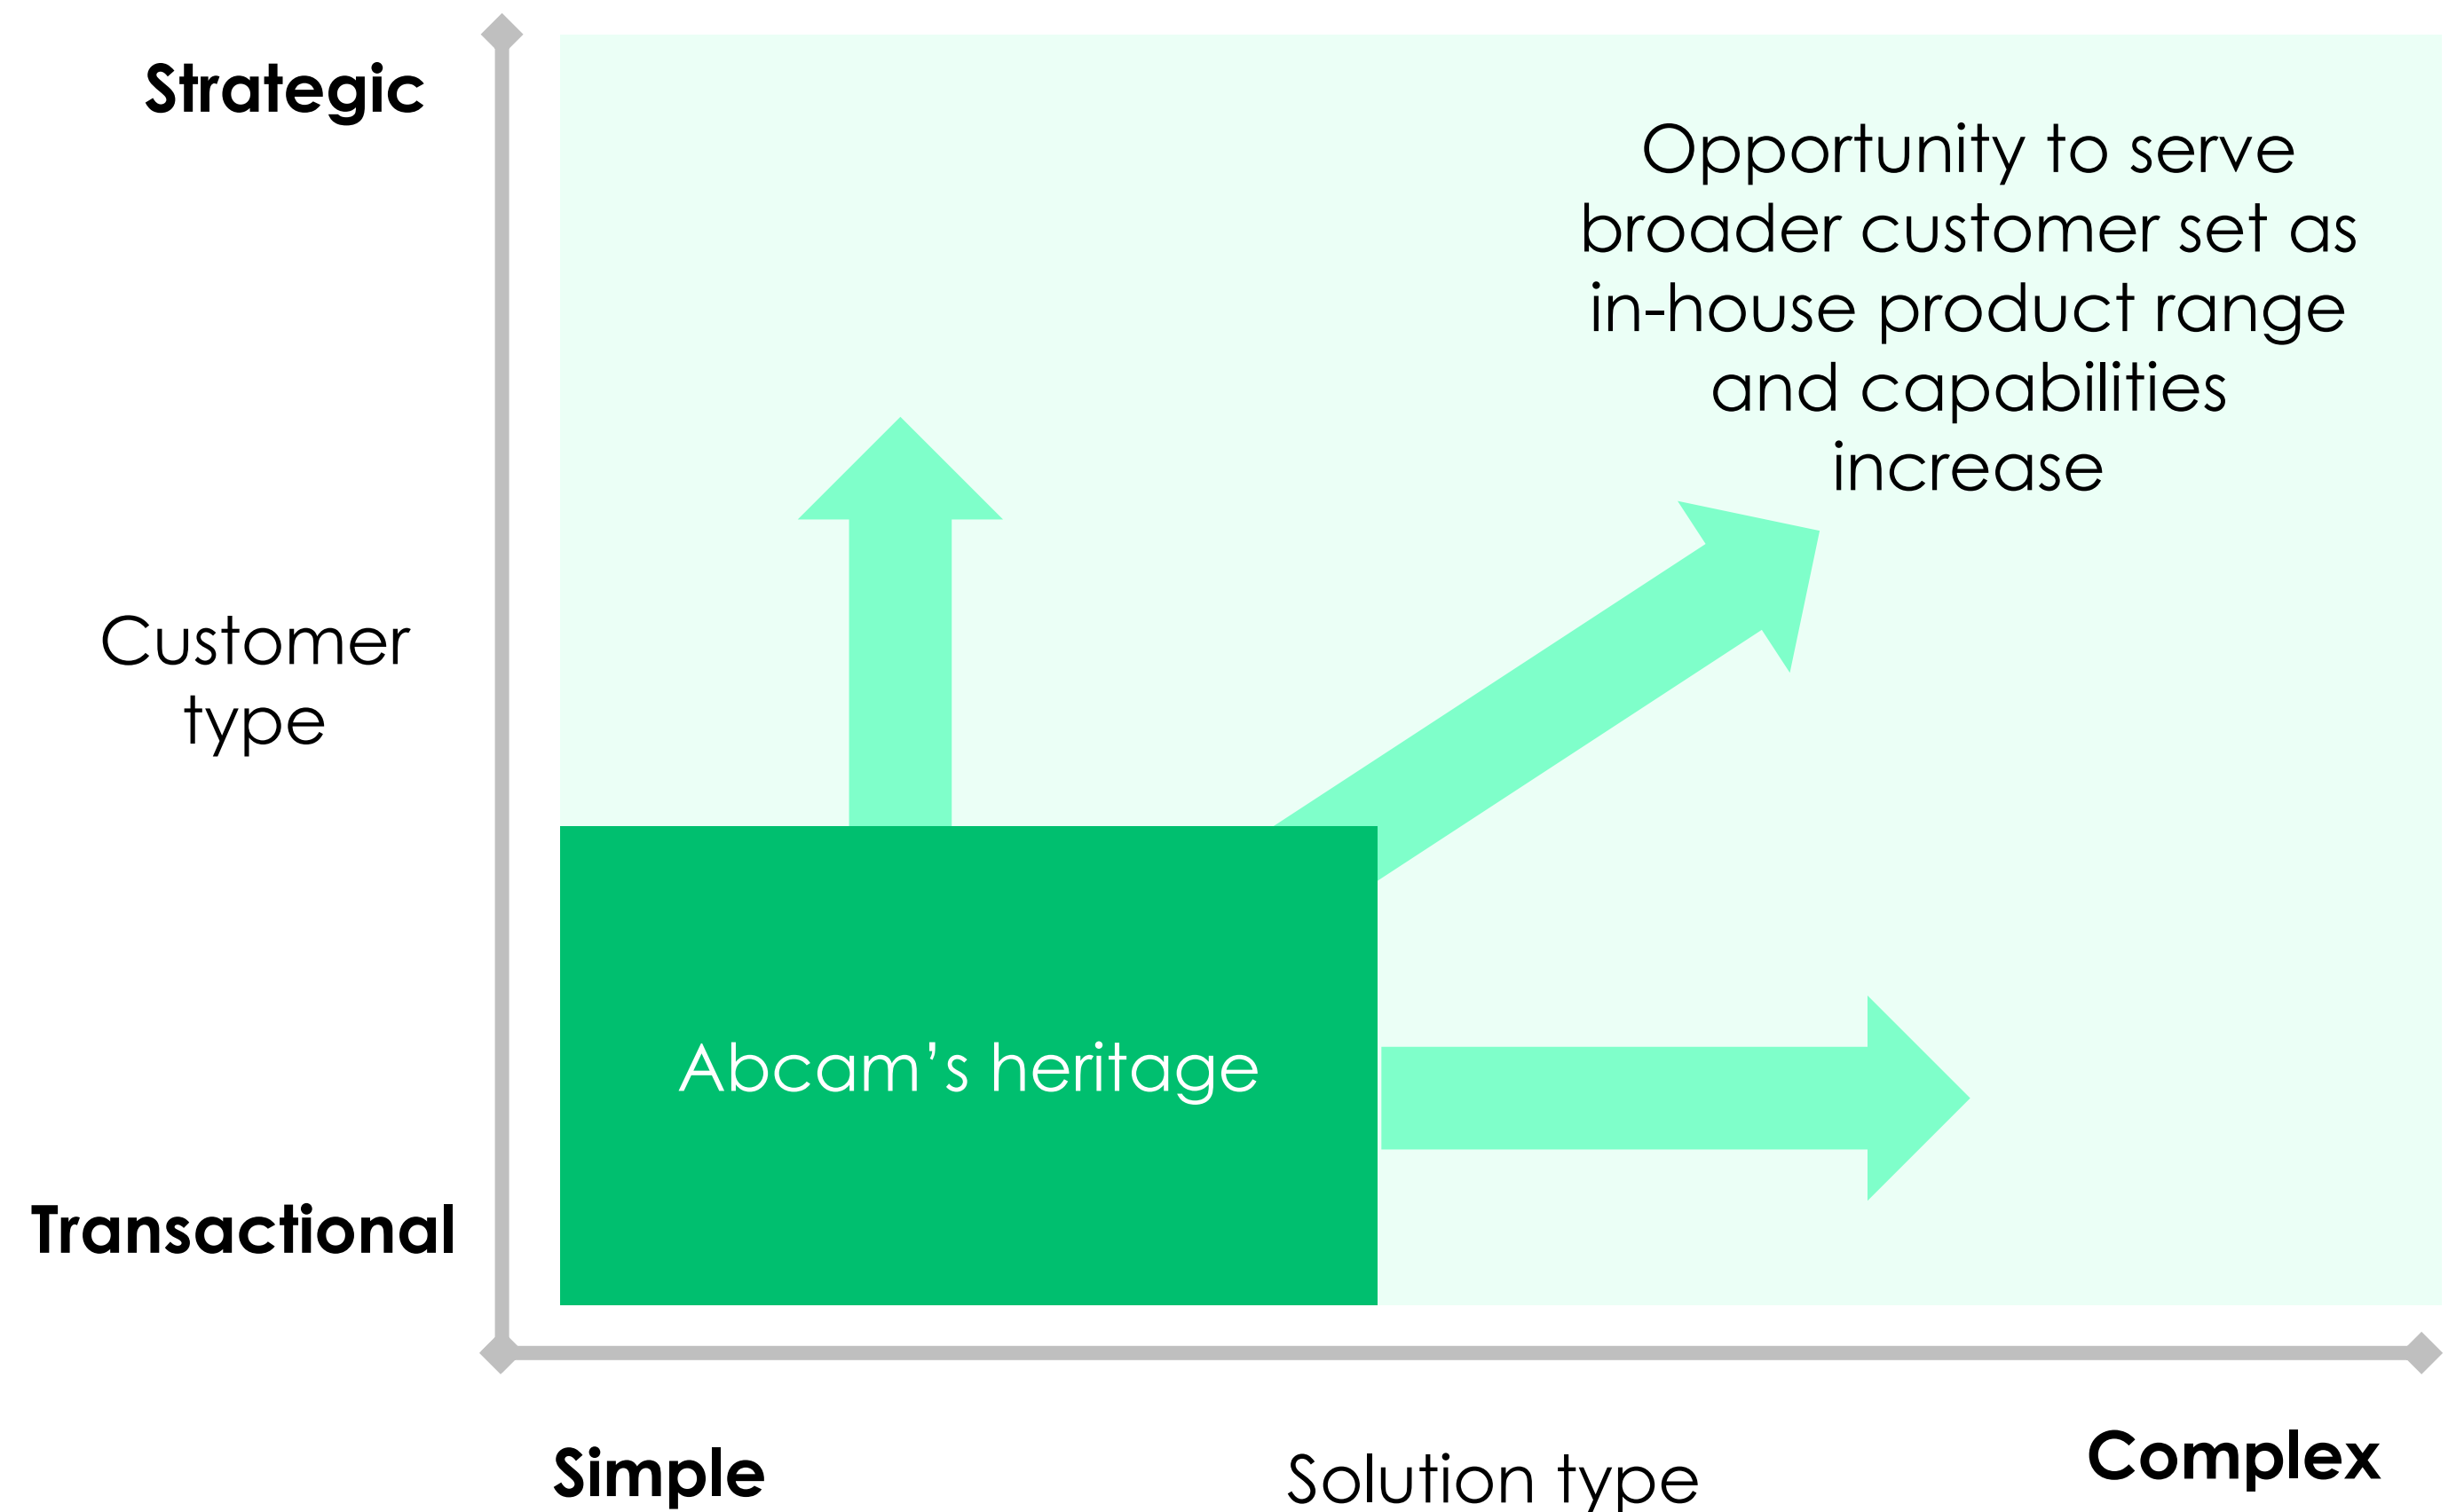 Strategic
Opportunity to serve
broader customer set as
in-house product range
and capabilities
increase
Customer
type
Abcam’s heritage
Transactional
Simple
Solution type
Complex